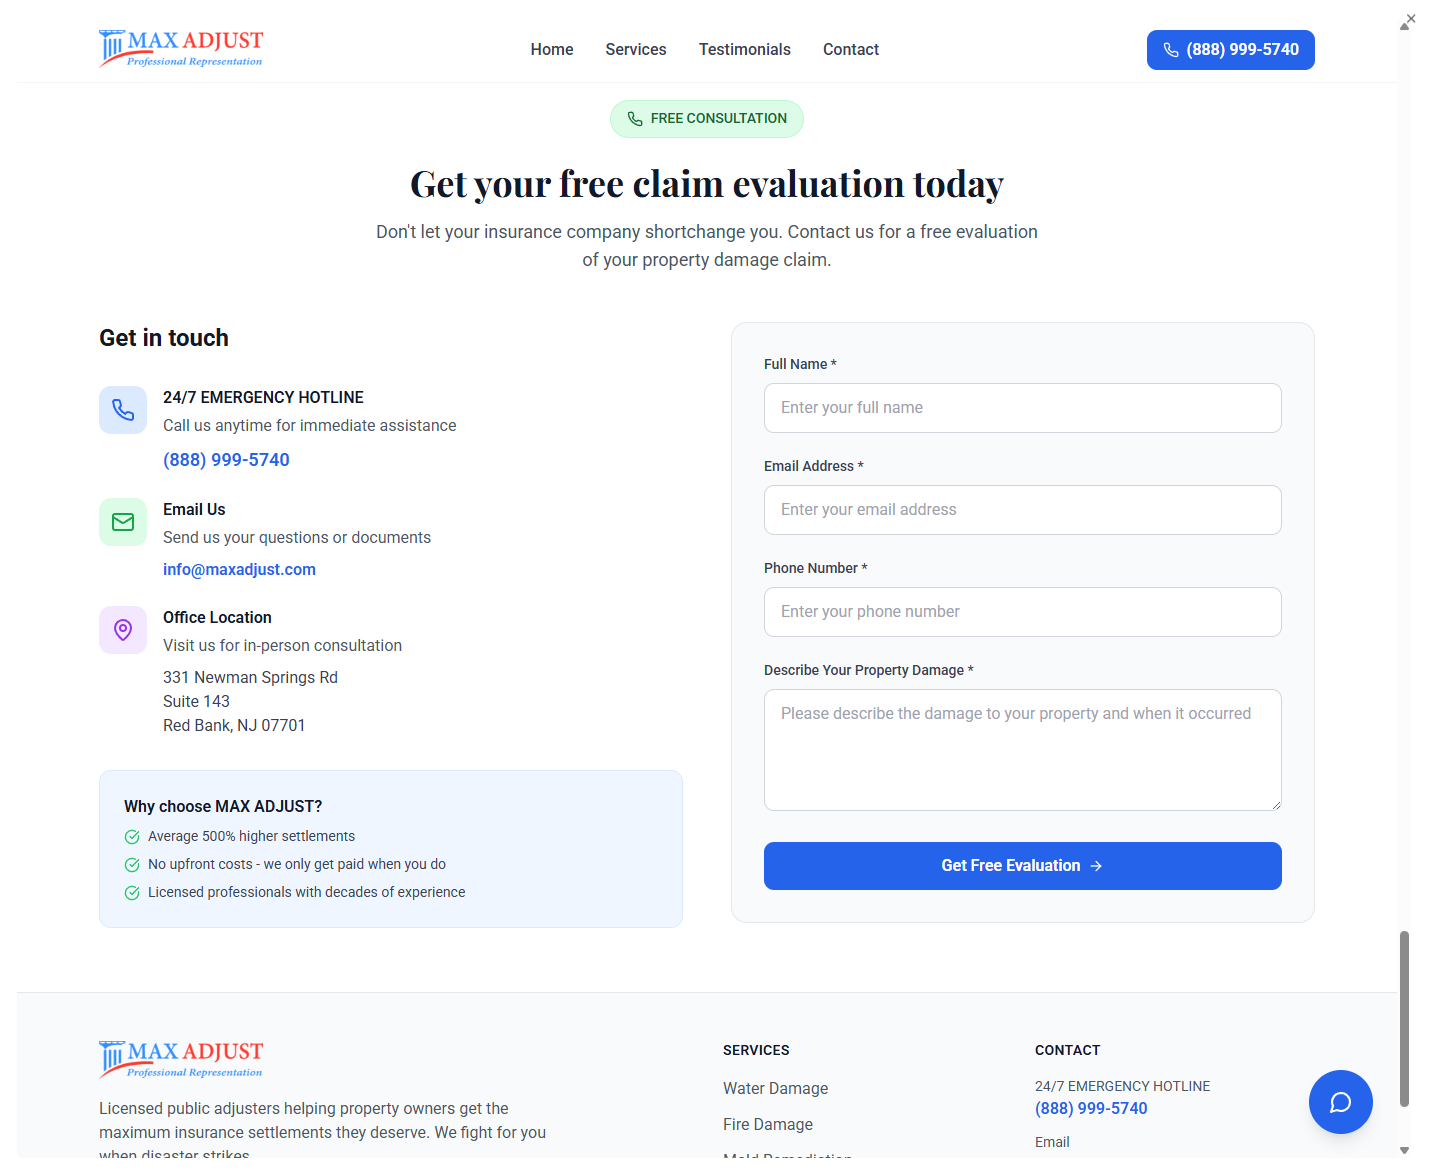 MAX ADJUST
Professional Representation
Home
Services
Testimonials
Contact
(888) 999-5740
FREE CONSULTATION
Get your free claim evaluation today
Don't let your insurance company shortchange you. Contact us for a free evaluation
of your property damage claim.
Get in touch
24/7 EMERGENCY HOTLINE
Call us anytime for immediate assistance
(888) 999-5740
Email Us
Send us your questions or documents
info@maxadjust.com
Office Location
Visit us for in-person consultation
331 Newman Springs Rd
Suite 143
Red Bank, NJ 07701
Why choose MAX ADJUST?
Average 500% higher settlements
No upfront costs - we only get paid when you do
Licensed professionals with decades of experience
Full Name *
Enter your full name
Email Address *
Enter your email address
Phone Number *
Enter your phone number
Describe Your Property Damage *
Please describe the damage to your property and when it occurred
Get Free Evaluation
MAX ADJUST
Professional Representation
Licensed public adjusters helping property owners get the
maximum insurance settlements they deserve. We fight for you
when disaster strikes.
SERVICES
Water Damage
Fire Damage
Mold Remediation
CONTACT
24/7 EMERGENCY HOTLINE
(888) 999-5740
Email